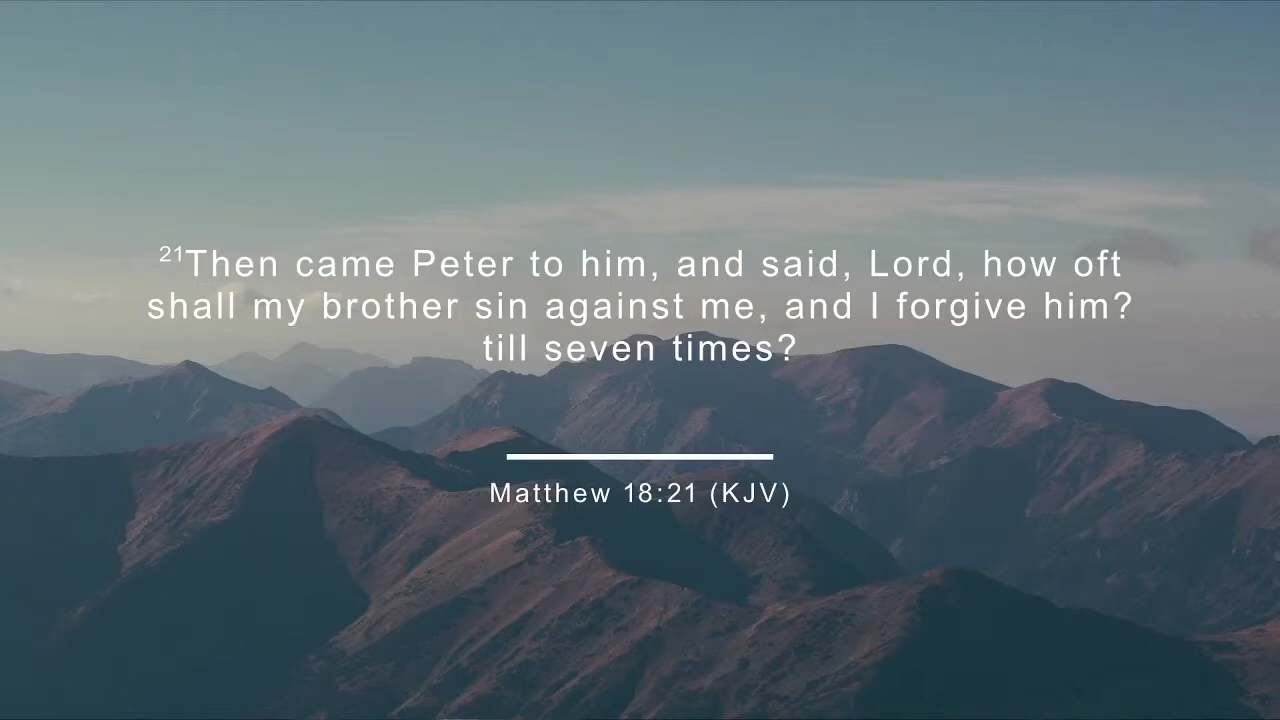 21Then came Peter to him, and said, Lord, how oft
shall my brother sin against me, and I forgive him?
till seven times?
Matthew 18:21 (KJV)